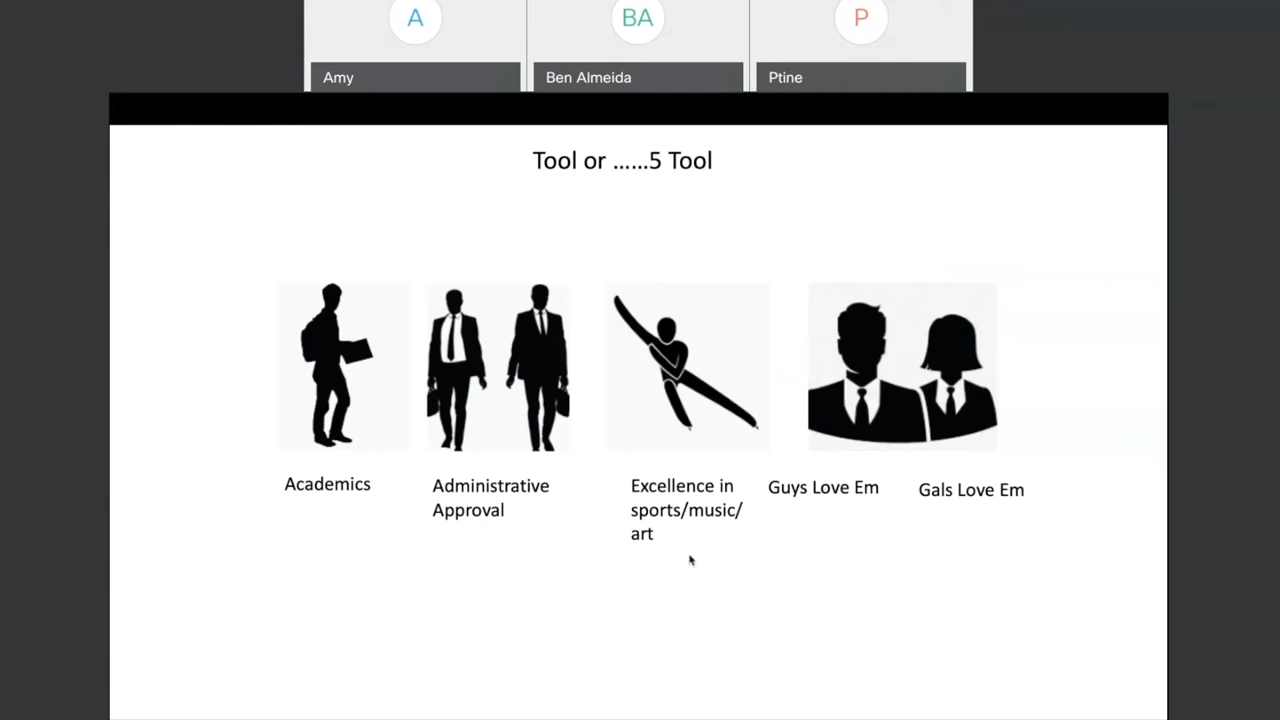 A
BA
P
Amy
Ben Almeida
Ptine
Tool or ......5 Tool
Academics
Administrative
Approval
Excellence in
sports/music/
art
Guys Love Em
Gals Love Em